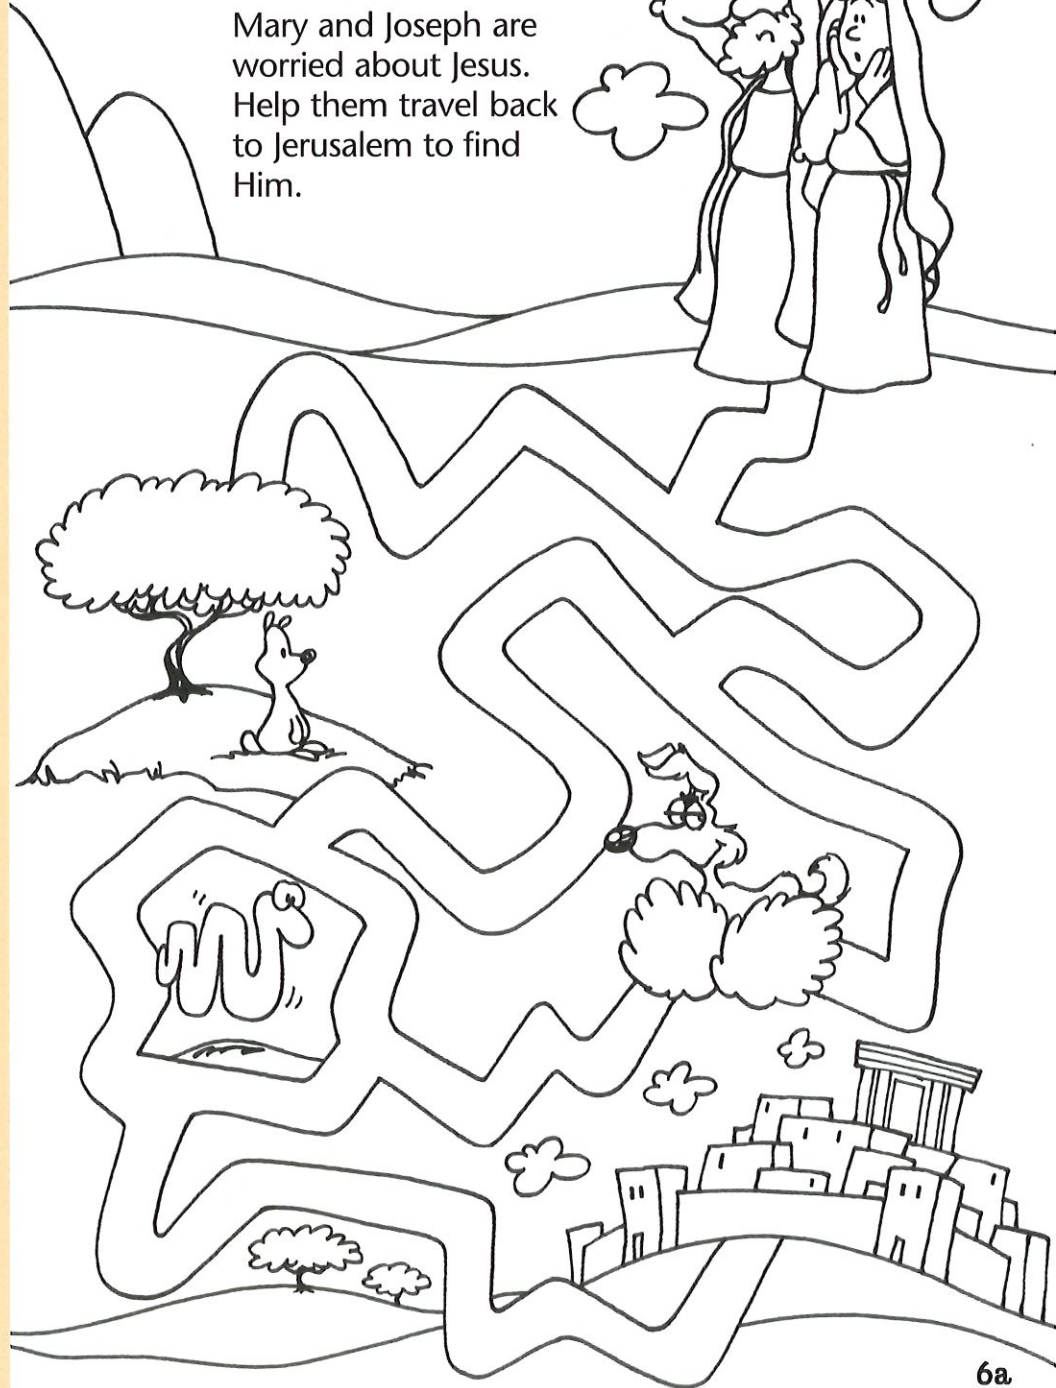 Mary and Joseph are
worried about Jesus.
Help them travel back
to Jerusalem to find
Him.
6a